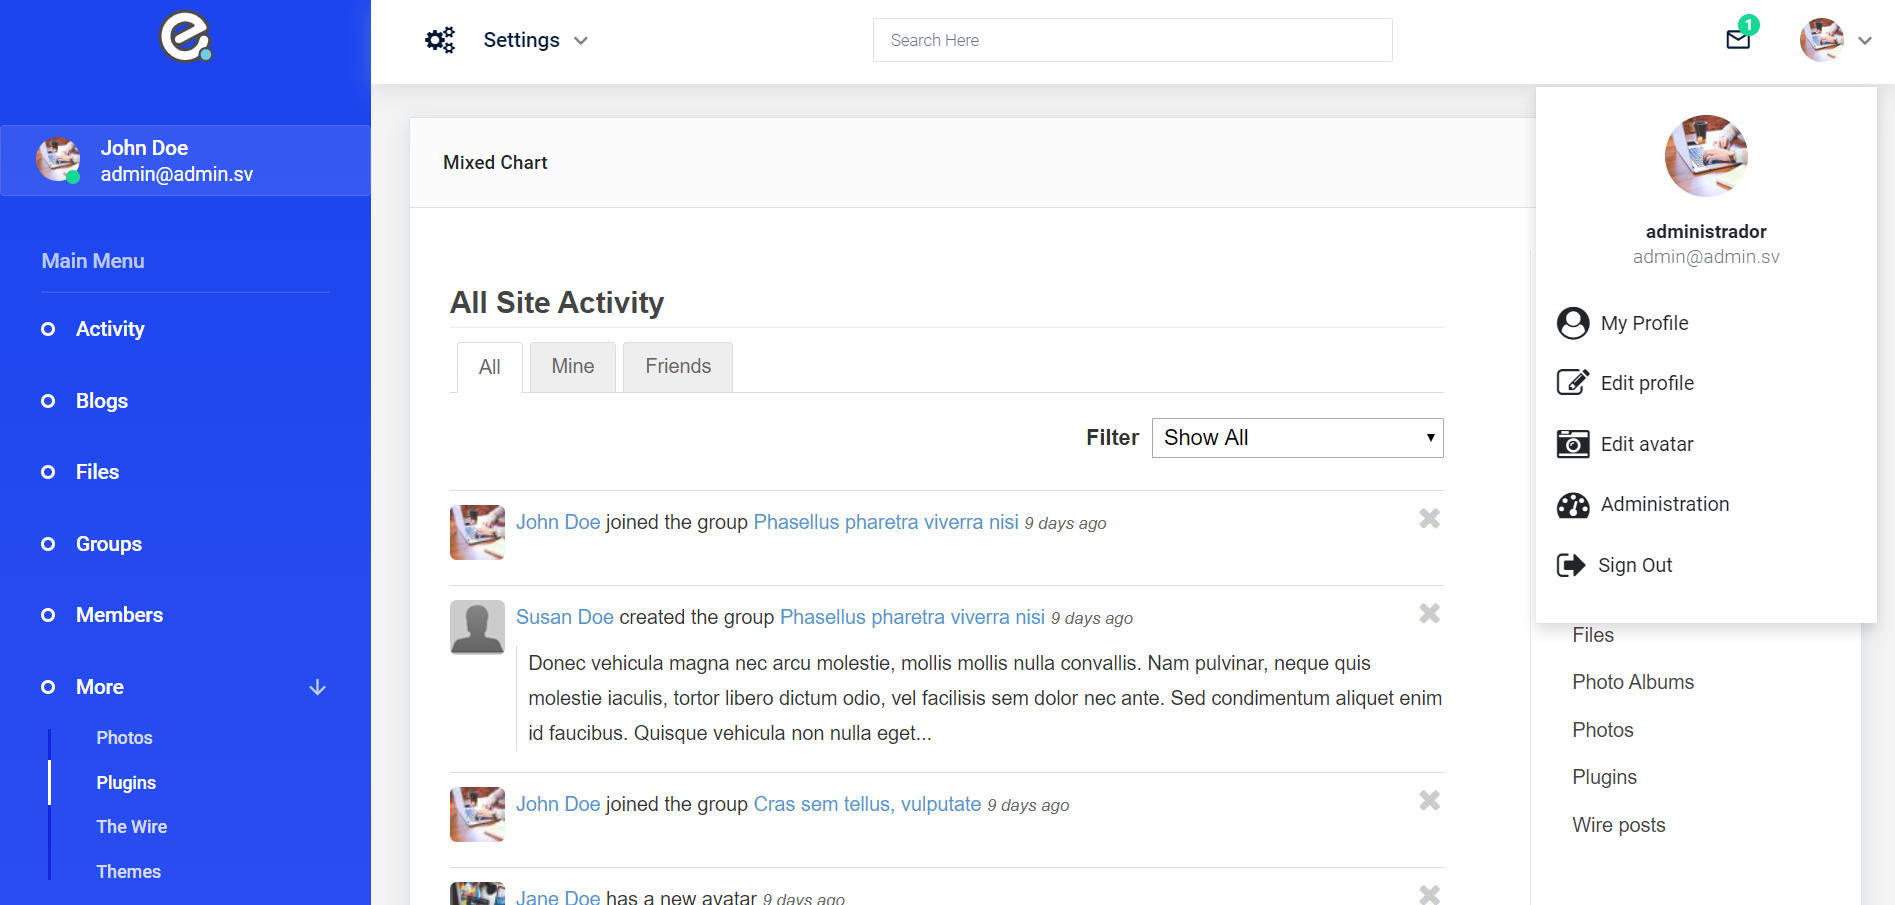 Settings
Search Here
1
John Doe
admin@admin.sv
Main Menu
Activity
Blogs
Files
Groups
Members
More
Photos
Plugins
The Wire
Themes
Mixed Chart
All Site Activity
All
Mine
Friends
Filter
Show All
John Doe joined the group Phasellus pharetra viverra nisi 9 days ago
Susan Doe created the group Phasellus pharetra viverra nisi 9 days ago
Donec vehicula magna nec arcu molestie, mollis mollis nulla convallis. Nam pulvinar, neque quis
molestie iaculis, tortor libero dictum odio, vel facilisis sem dolor nec ante. Sed condimentum aliquet enim
id faucibus. Quisque vehicula non nulla eget...
John Doe joined the group Cras sem tellus, vulputate 9 days ago
Jane Doe has a new avatar 9 days ago
administrador
admin@admin.sv
My Profile
Edit profile
Edit avatar
Administration
Sign Out
Files
Photo Albums
Photos
Plugins
Wire posts